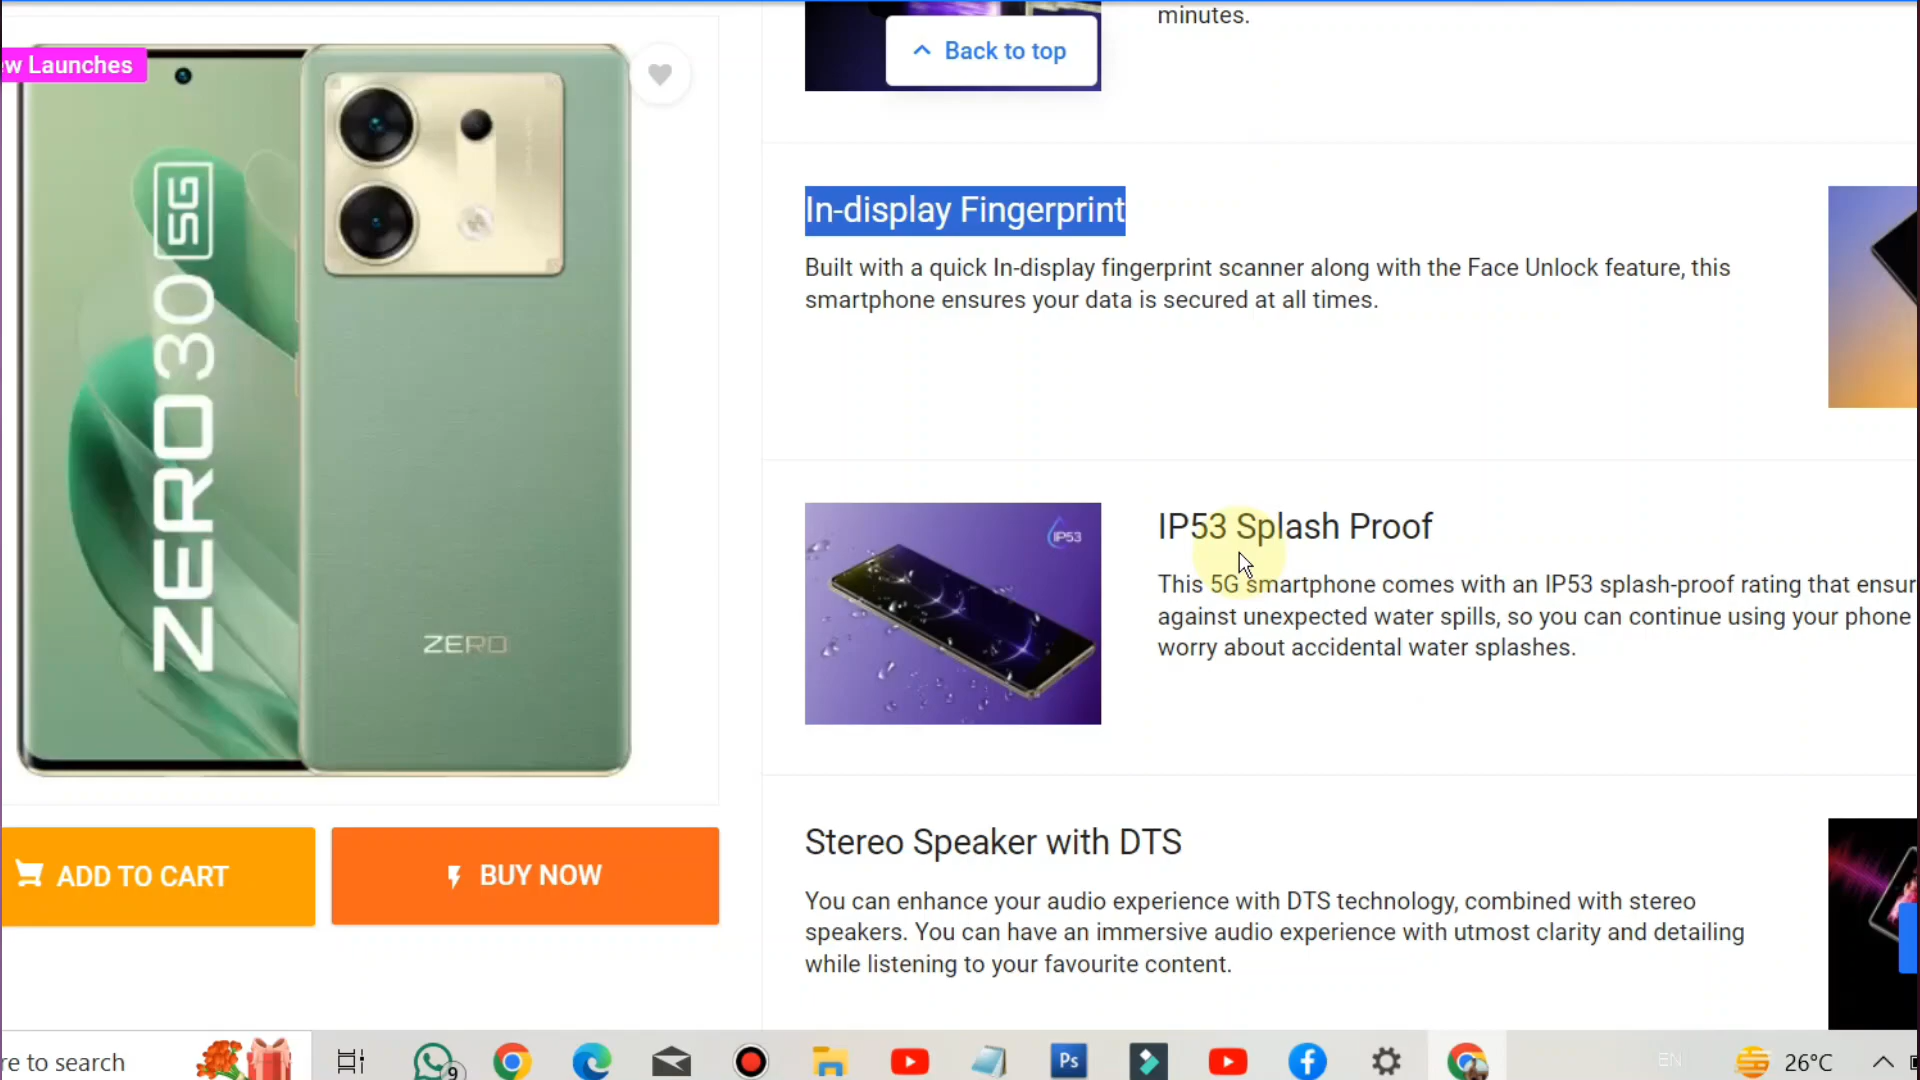 minutes.
Back to top
ew Launches
ZERO 30 5G
ZERO
In-display Fingerprint
Built with a quick In-display fingerprint scanner along with the Face Unlock feature, this
smartphone ensures your data is secured at all times.
IP53
IP53 Splash Proof
This 5G smartphone comes with an IP53 splash-proof rating that ensur
against unexpected water spills, so you can continue using your phone
worry about accidental water splashes.
Stereo Speaker with DTS
You can enhance your audio experience with DTS technology, combined with stereo
speakers. You can have an immersive audio experience with utmost clarity and detailing
while listening to your favourite content.
ADD TO CART
BUY NOW
re to search
9
Ps
EN
26°C